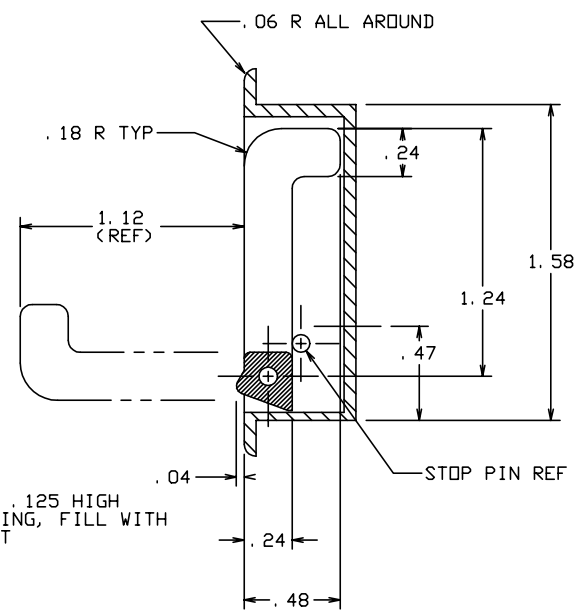 .06 R ALL AROUND
.18 R TYP
.24
1.12
(REF)
1.58
1.24
.47
.04
STOP PIN REF
.125 HIGH
ING, FILL WITH
T
.24
.48